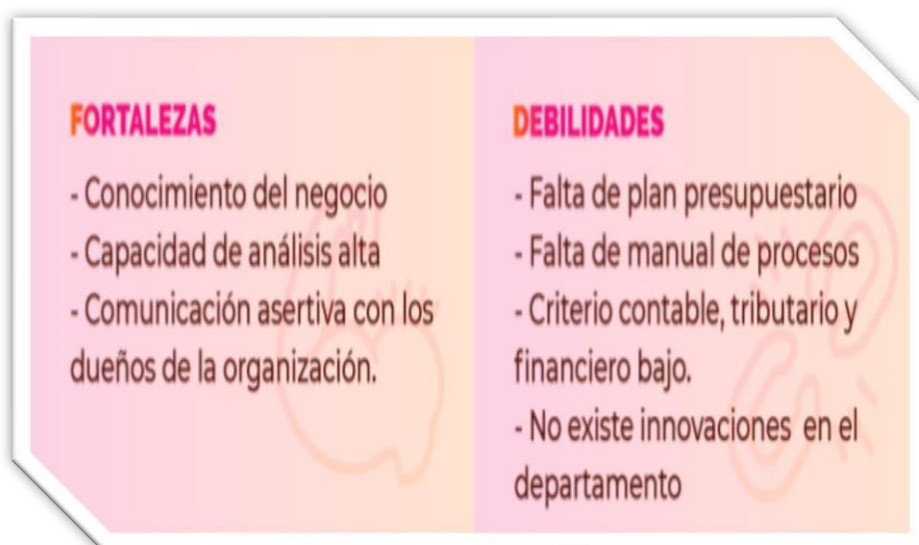 FORTALEZAS
- Conocimiento del negocio
- Capacidad de análisis alta
- Comunicación asertiva con los
dueños de la organización.
DEBILIDADES
- Falta de plan presupuestario
- Falta de manual de procesos
- Criterio contable, tributario y
financiero bajo.
- No existe innovaciones en el
departamento